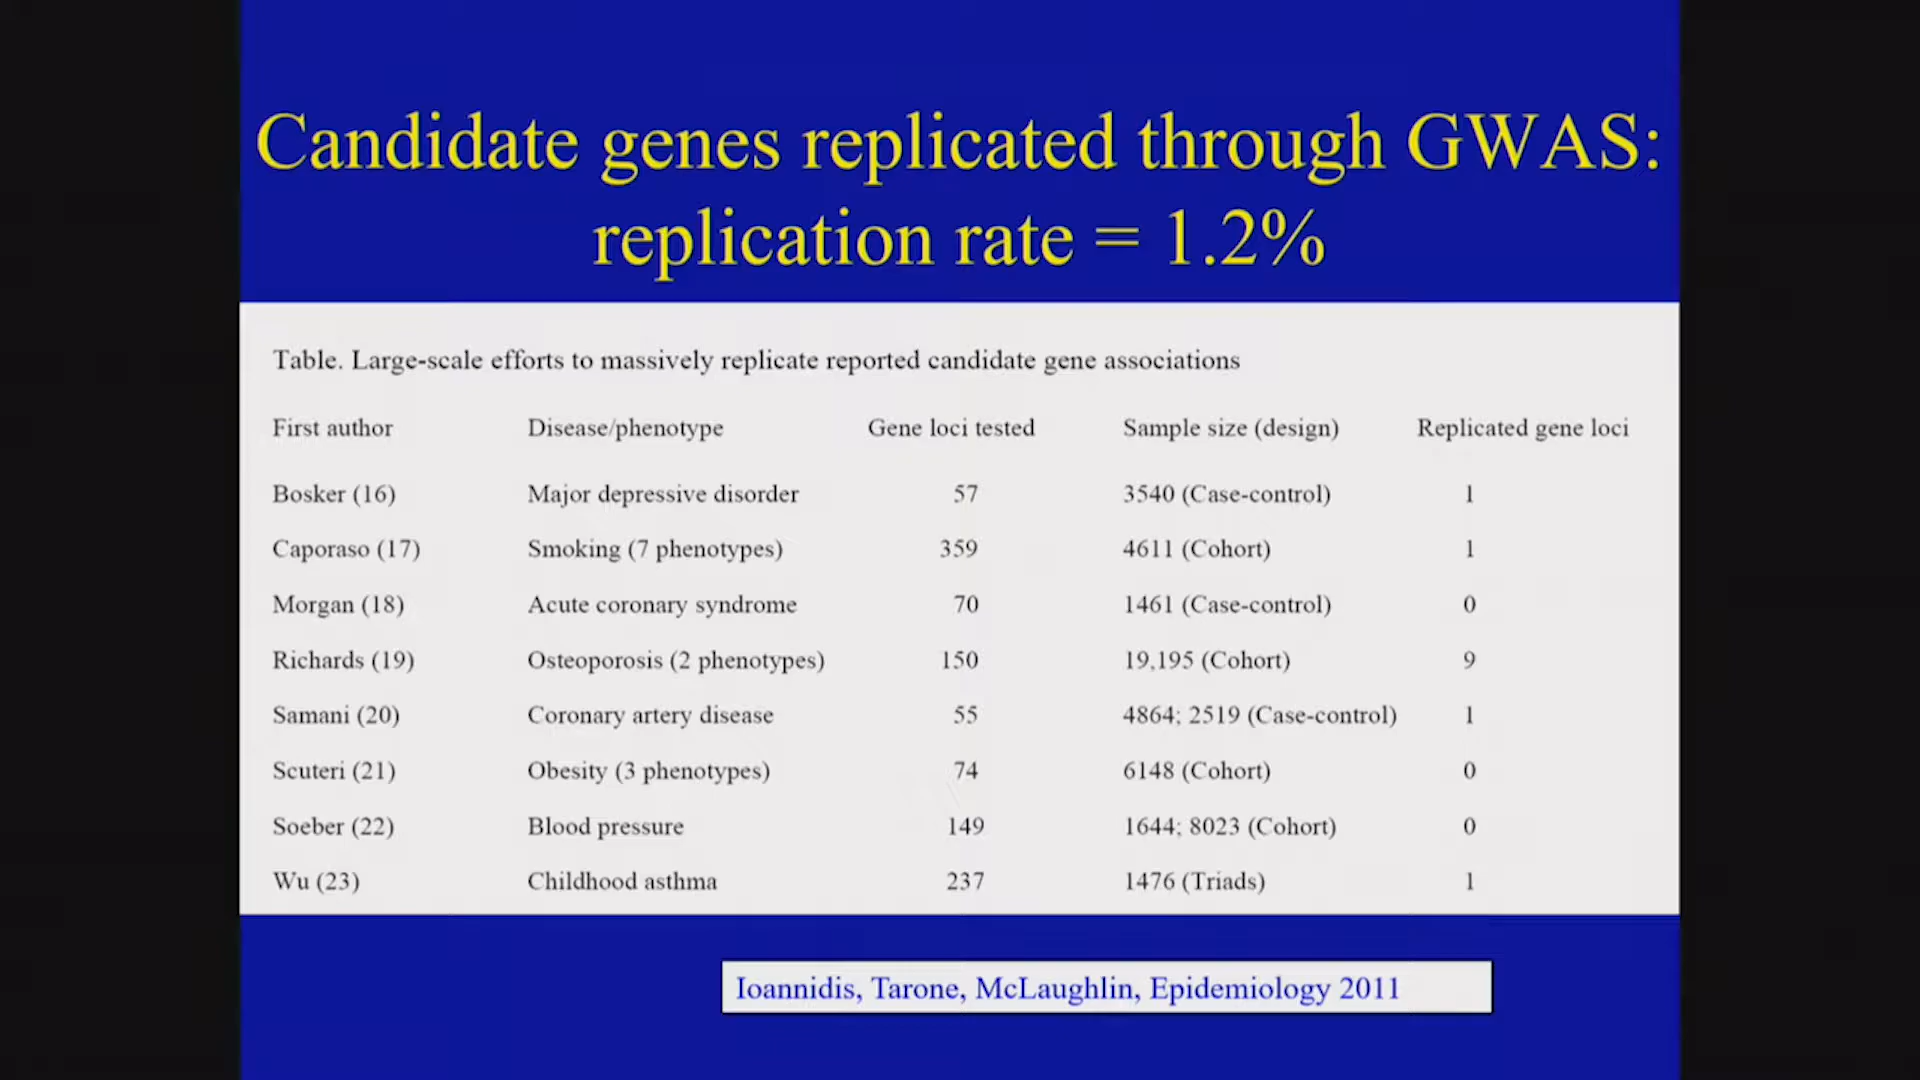 Candidate genes replicated through GWAS:
replication rate = 1.2%
Table. Large-scale efforts to massively replicate reported candidate gene associations
First author Disease/phenotype Gene loci tested Sample size (design) Replicated gene loci
Bosker (16) Major depressive disorder 57 3540 (Case-control) 1
Caporaso (17) Smoking (7 phenotypes) 359 4611 (Cohort) 1
Morgan (18) Acute coronary syndrome 70 1461 (Case-control) 0
Richards (19) Osteoporosis (2 phenotypes) 150 19,195 (Cohort) 9
Samani (20) Coronary artery disease 55 4864; 2519 (Case-control) 1
Scuteri (21) Obesity (3 phenotypes) 74 6148 (Cohort) 0
Soeber (22) Blood pressure 149 1644; 8023 (Cohort) 0
Wu (23) Childhood asthma 237 1476 (Triads) 1
Ioannidis, Tarone, McLaughlin, Epidemiology 2011